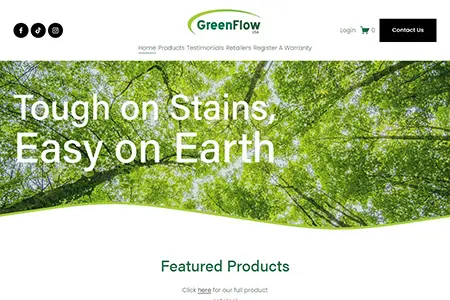 GreenFlow
USA
Login
0
Contact Us
Home Products Testimonials Retailers Register A Warranty
Tough on Stains,
Easy on Earth
Featured Products
Click here for our full product